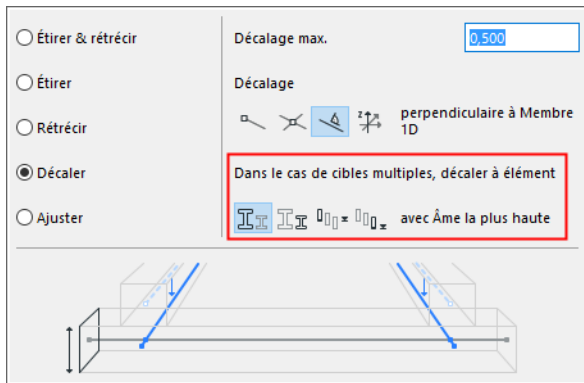 Étirer & rétrécir
Décalage max.
0,500
Étirer
Décalage
Rétrécir
perpendiculaire à Membre
1D
Décaler
Dans le cas de cibles multiples, décaler à élément
Ajuster
avec Âme la plus haute